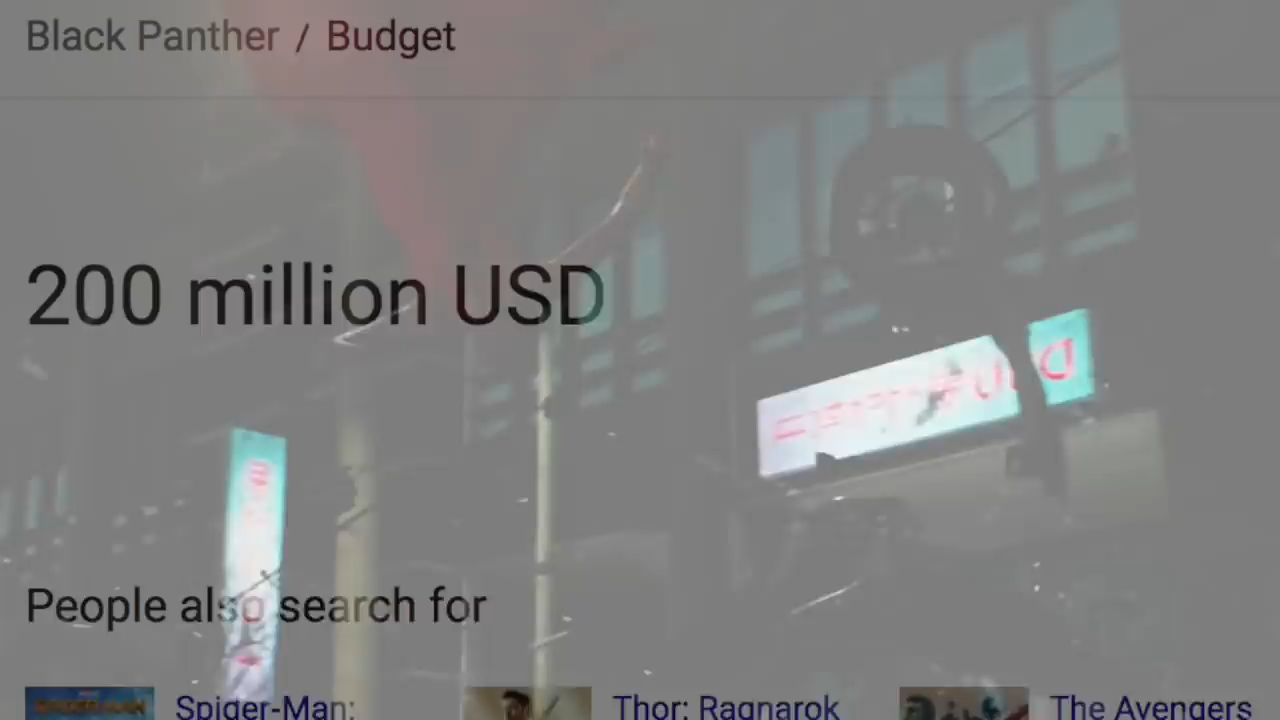 Black Panther / Budget
200 million USD
People also search for
Spider-Man:
Thor: Ragnarok
The Avengers